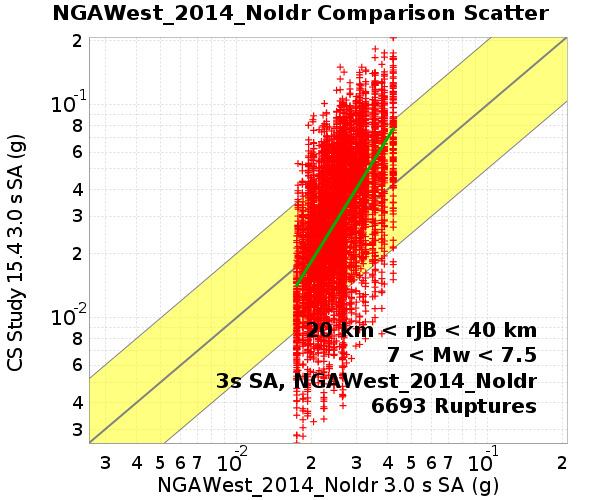 NGAWest_2014_NoIdr Comparison Scatter
CS Study 15.4 3.0 s SA (g)
2
10-1
8
6
4
3
2
10-2
8
6
4
3
20 km < rJB < 40 km
7 < Mw < 7.5
3s SA, NGAWest_2014_NoIdr
6693 Ruptures
3 4 5 6 7 10-2 2 3 4 5 6 7 10-1 2
NGAWest_2014_NoIdr 3.0 s SA (g)